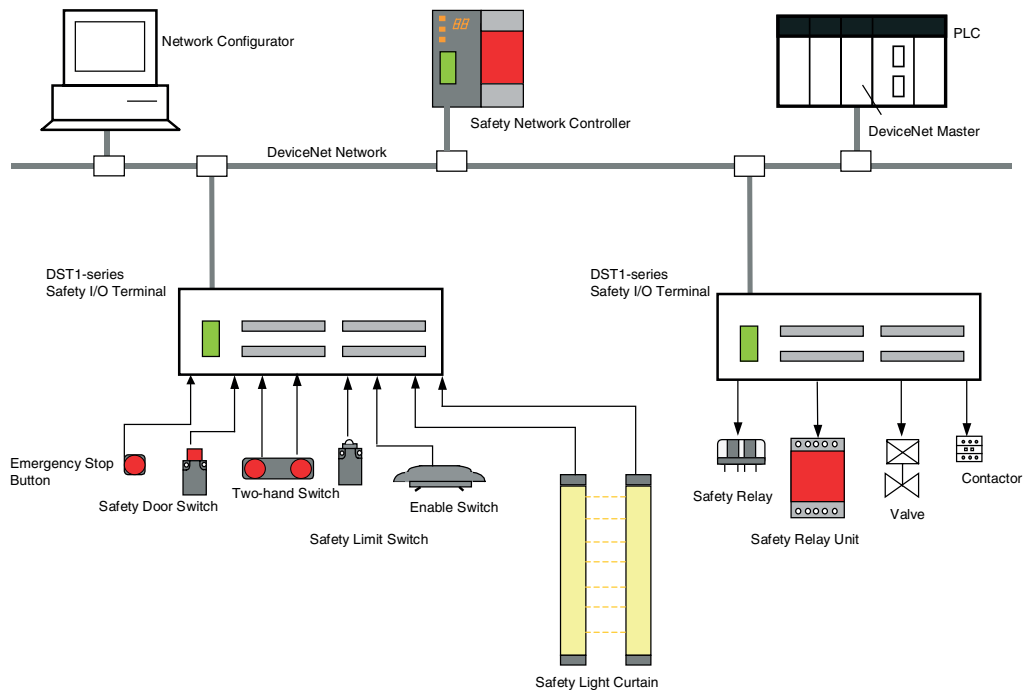 88
Network Configurator
PLC
Safety Network Controller
DeviceNet Master
DeviceNet Network
DST1-series
Safety I/O Terminal
DST1-series
Safety I/O Terminal
Emergency Stop
Button
Safety Door Switch
Two-hand Switch
Enable Switch
Safety Limit Switch
Safety Relay
Contactor
Valve
Safety Relay Unit
Safety Light Curtain